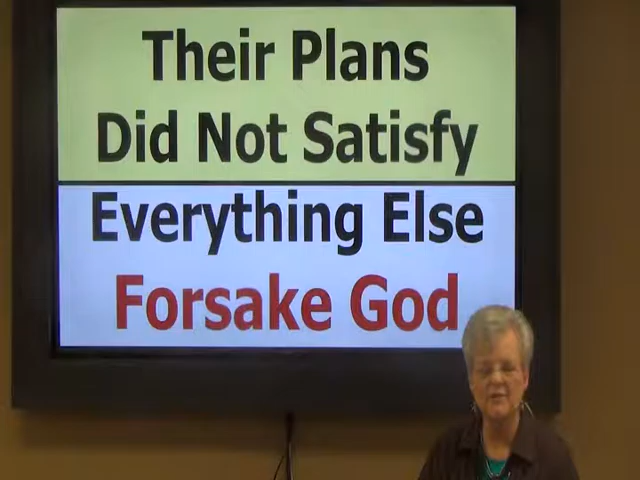 Their Plans
Did Not Satisfy
Everything Else
Forsake God